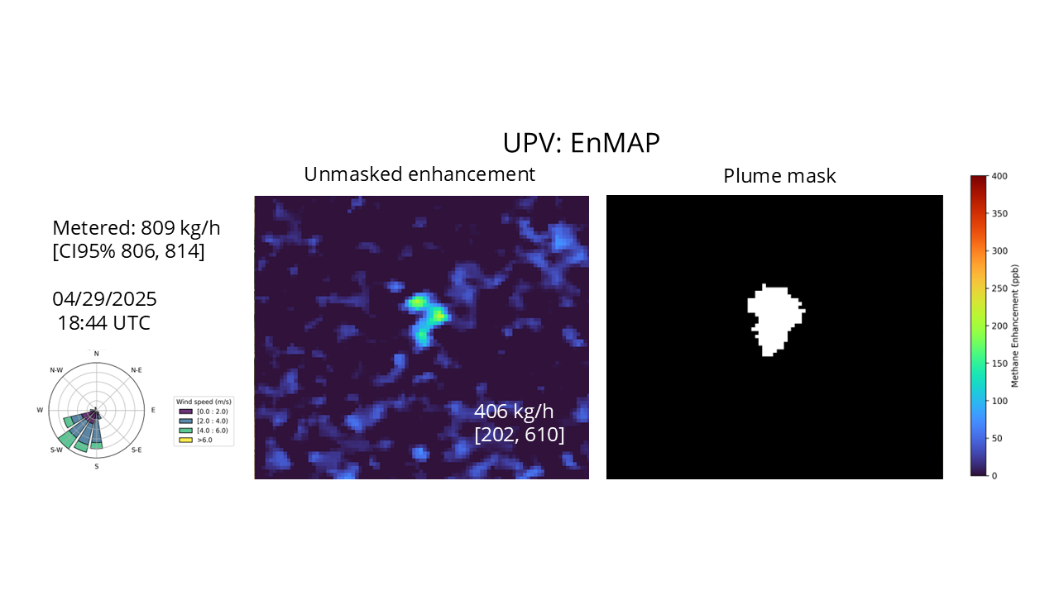 UPV: EnMAP
Unmasked enhancement
Plume mask
Metered: 809 kg/h
[CI95% 806, 814]
04/29/2025
18:44 UTC
N
N-W
N-E
W
E
S-W
S-E
S
Wind speed (m/s)
[0.0 : 2.0)
[2.0 : 4.0)
[4.0 : 6.0)
>6.0
406 kg/h
[202, 610]
400
350
300
250
200
150
100
50
0
Methane Enhancement (ppb)